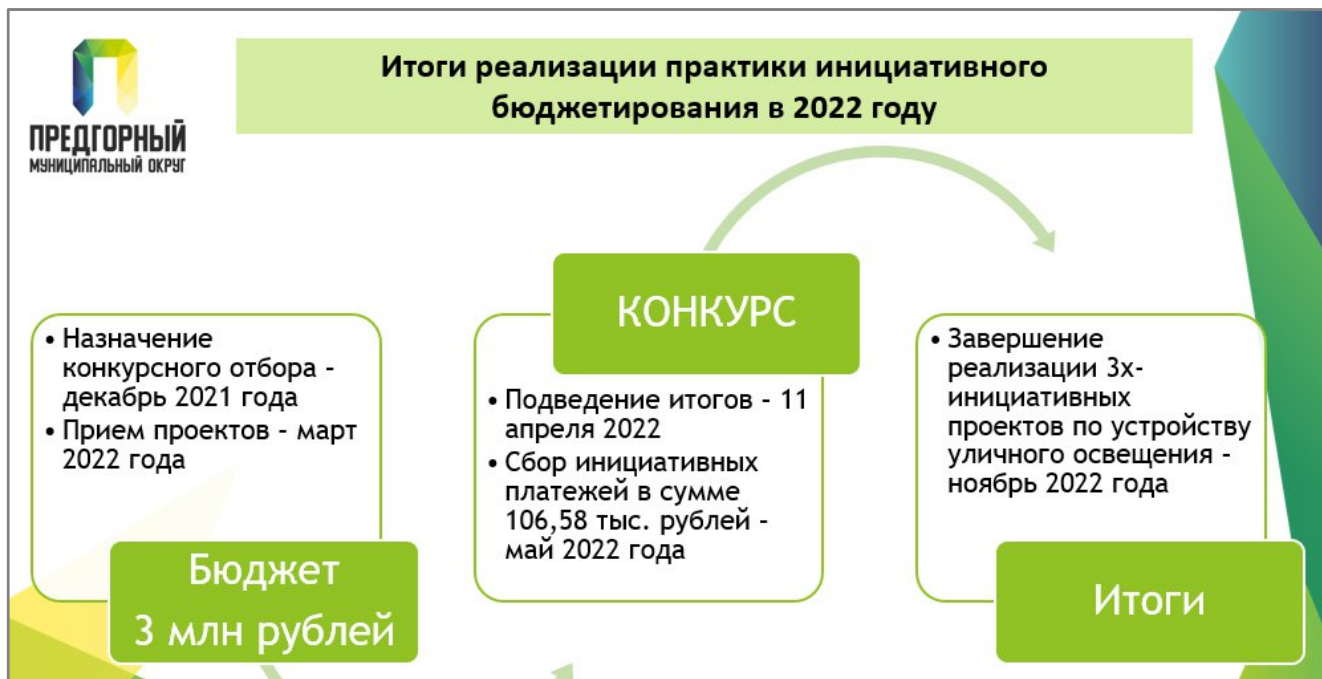 ПРЕДГОРНЫЙ
МУНИЦИПАЛЬНЫЙ ОКРУГ
Итоги реализации практики инициативного
бюджетирования в 2022 году
• Назначение
конкурсного отбора –
декабрь 2021 года
• Прием проектов – март
2022 года
Бюджет
3 млн рублей
КОНКУРС
• Подведение итогов – 11
апреля 2022
• Сбор инициативных
платежей в сумме
106,58 тыс. рублей –
май 2022 года
• Завершение
реализации 3х-
инициативных
проектов по устройству
уличного освещения –
ноябрь 2022 года
Итоги